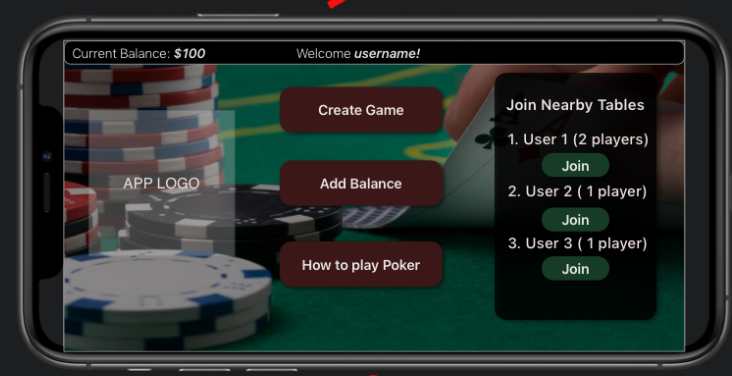 Current Balance: $100
Welcome username!
APP LOGO
Create Game
Add Balance
How to play Poker
Join Nearby Tables
1. User 1 (2 players)
Join
2. User 2 ( 1 player)
Join
3. User 3 ( 1 player)
Join